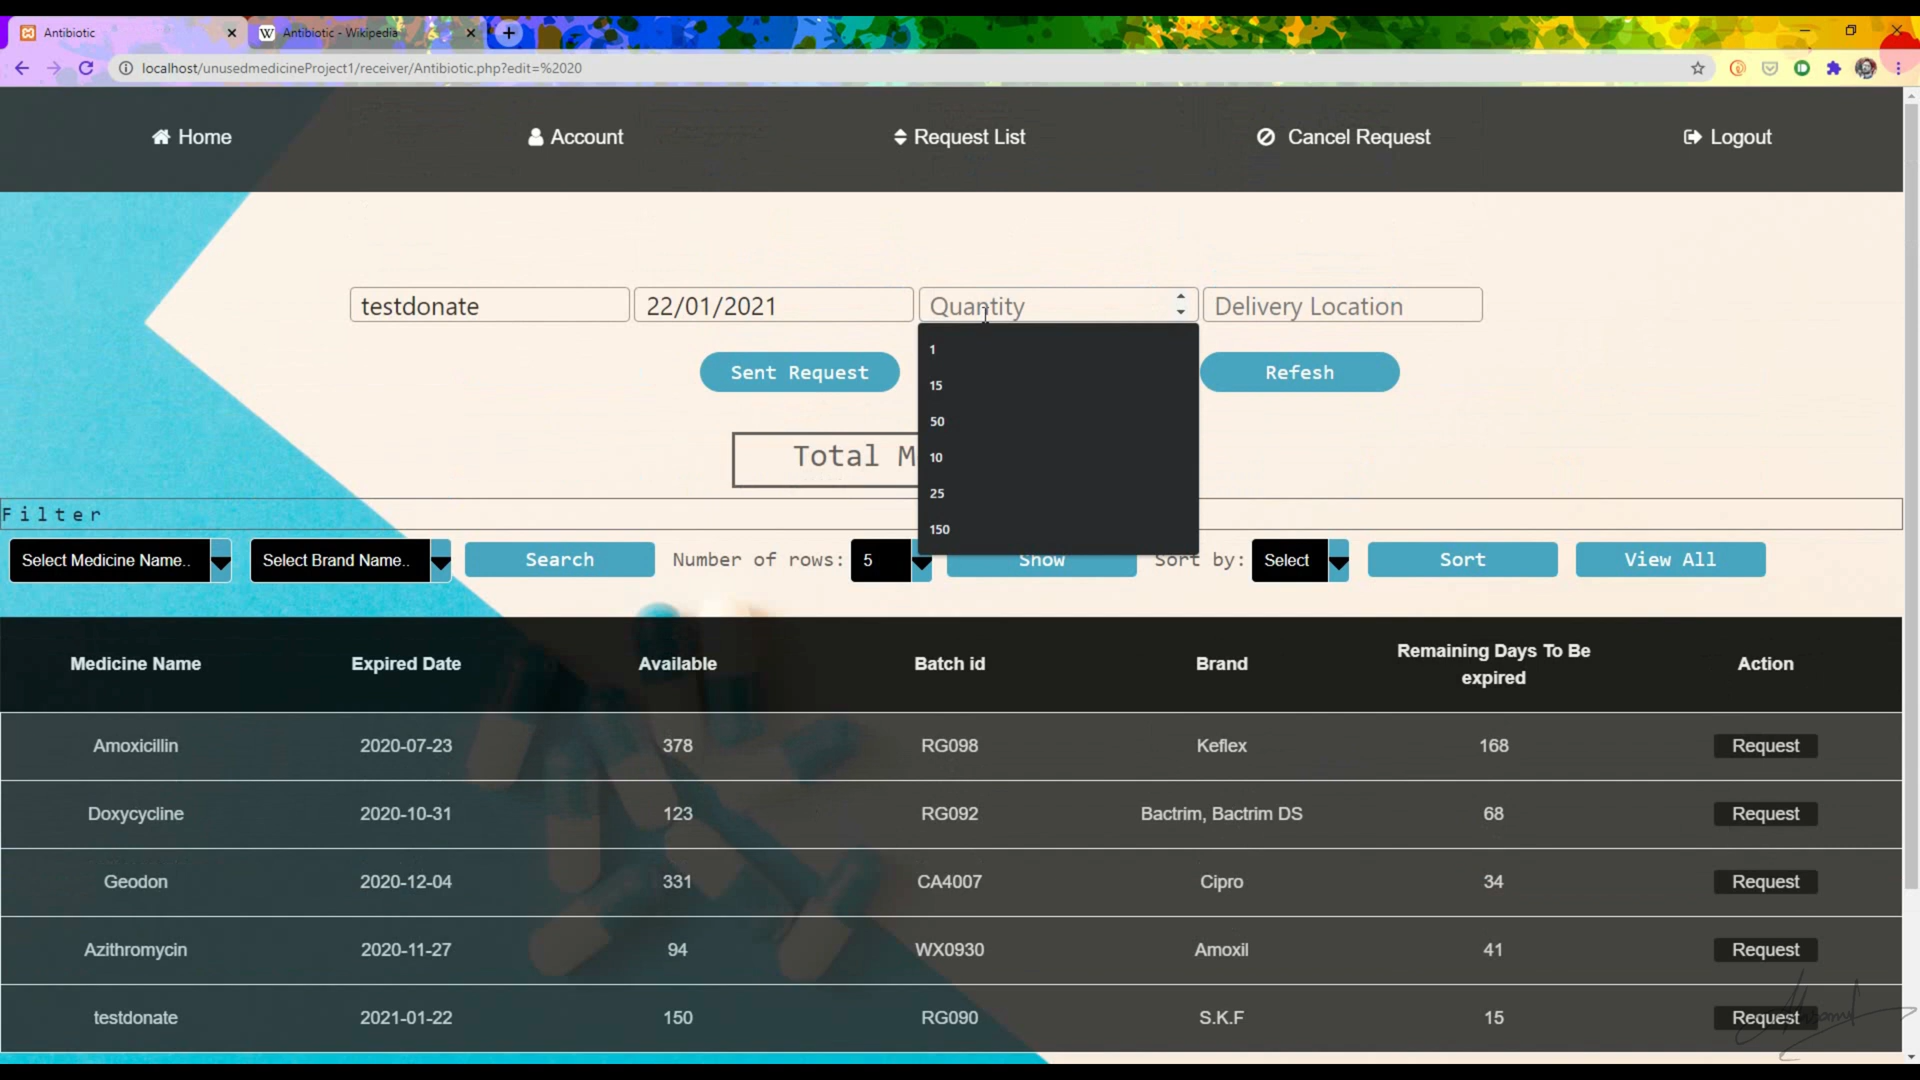 Antibiotic
Antibiotic - Wikipedia
localhost/unusedmedicineProject1/receiver/Antibiotic.php?edit=%2020
Home Account Request List Cancel Request Logout
testdonate 22/01/2021 Quantity Delivery Location
1
15
50
10
25
150
Sent Request Refesh
Total M
Filter
Select Medicine Name.. Select Brand Name.. Search Number of rows: 5 Show Sort by: Select Sort View All
Medicine Name Expired Date Available Batch id Brand Remaining Days To Be expired Action
Amoxicillin 2020-07-23 378 RG098 Keflex 168 Request
Doxycycline 2020-10-31 123 RG092 Bactrim, Bactrim DS 68 Request
Geodon 2020-12-04 331 CA4007 Cipro 34 Request
Azithromycin 2020-11-27 94 WX0930 Amoxil 41 Request
testdonate 2021-01-22 150 RG090 S.K.F 15 Request